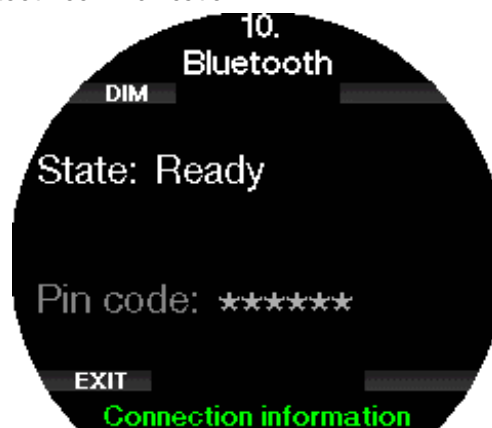 10.
Bluetooth
DIM
State: Ready
Pin code: ******
EXIT
Connection information